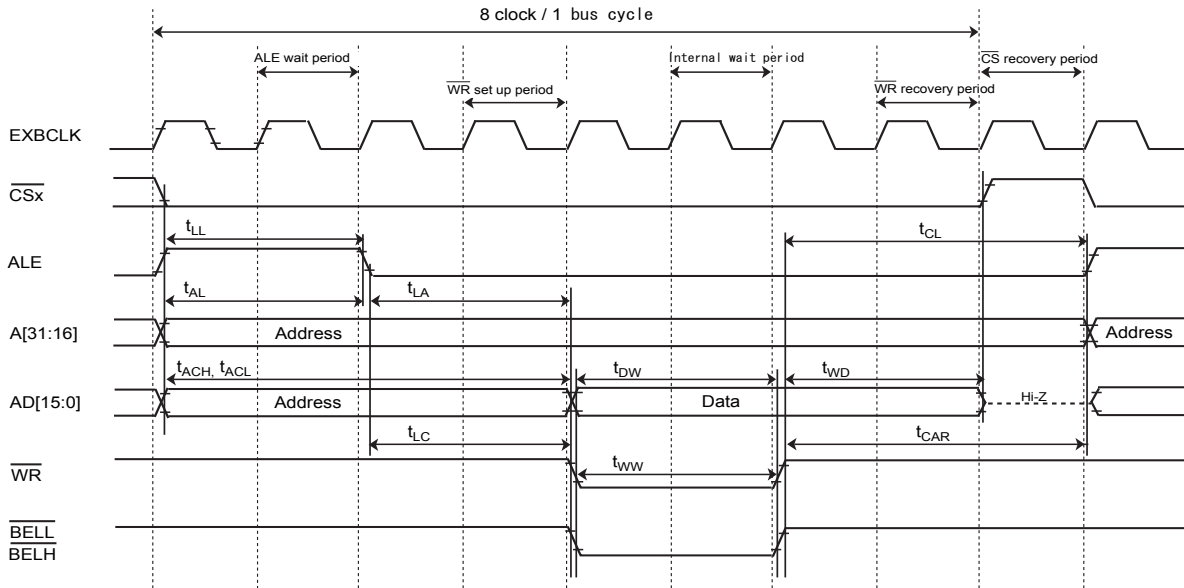 8 clock / 1 bus cycle
ALE wait period
Internal wait period
CS recovery period
WR set up period
WR recovery period
EXBCLK
CSx
tLL
tCL
ALE
tAL
tLA
A[31:16]
Address
Address
tACH, tACL
tDW
tWD
AD[15:0]
Address
Data
Hi-Z
tLC
tCAR
WR
tWW
BELL
BELH